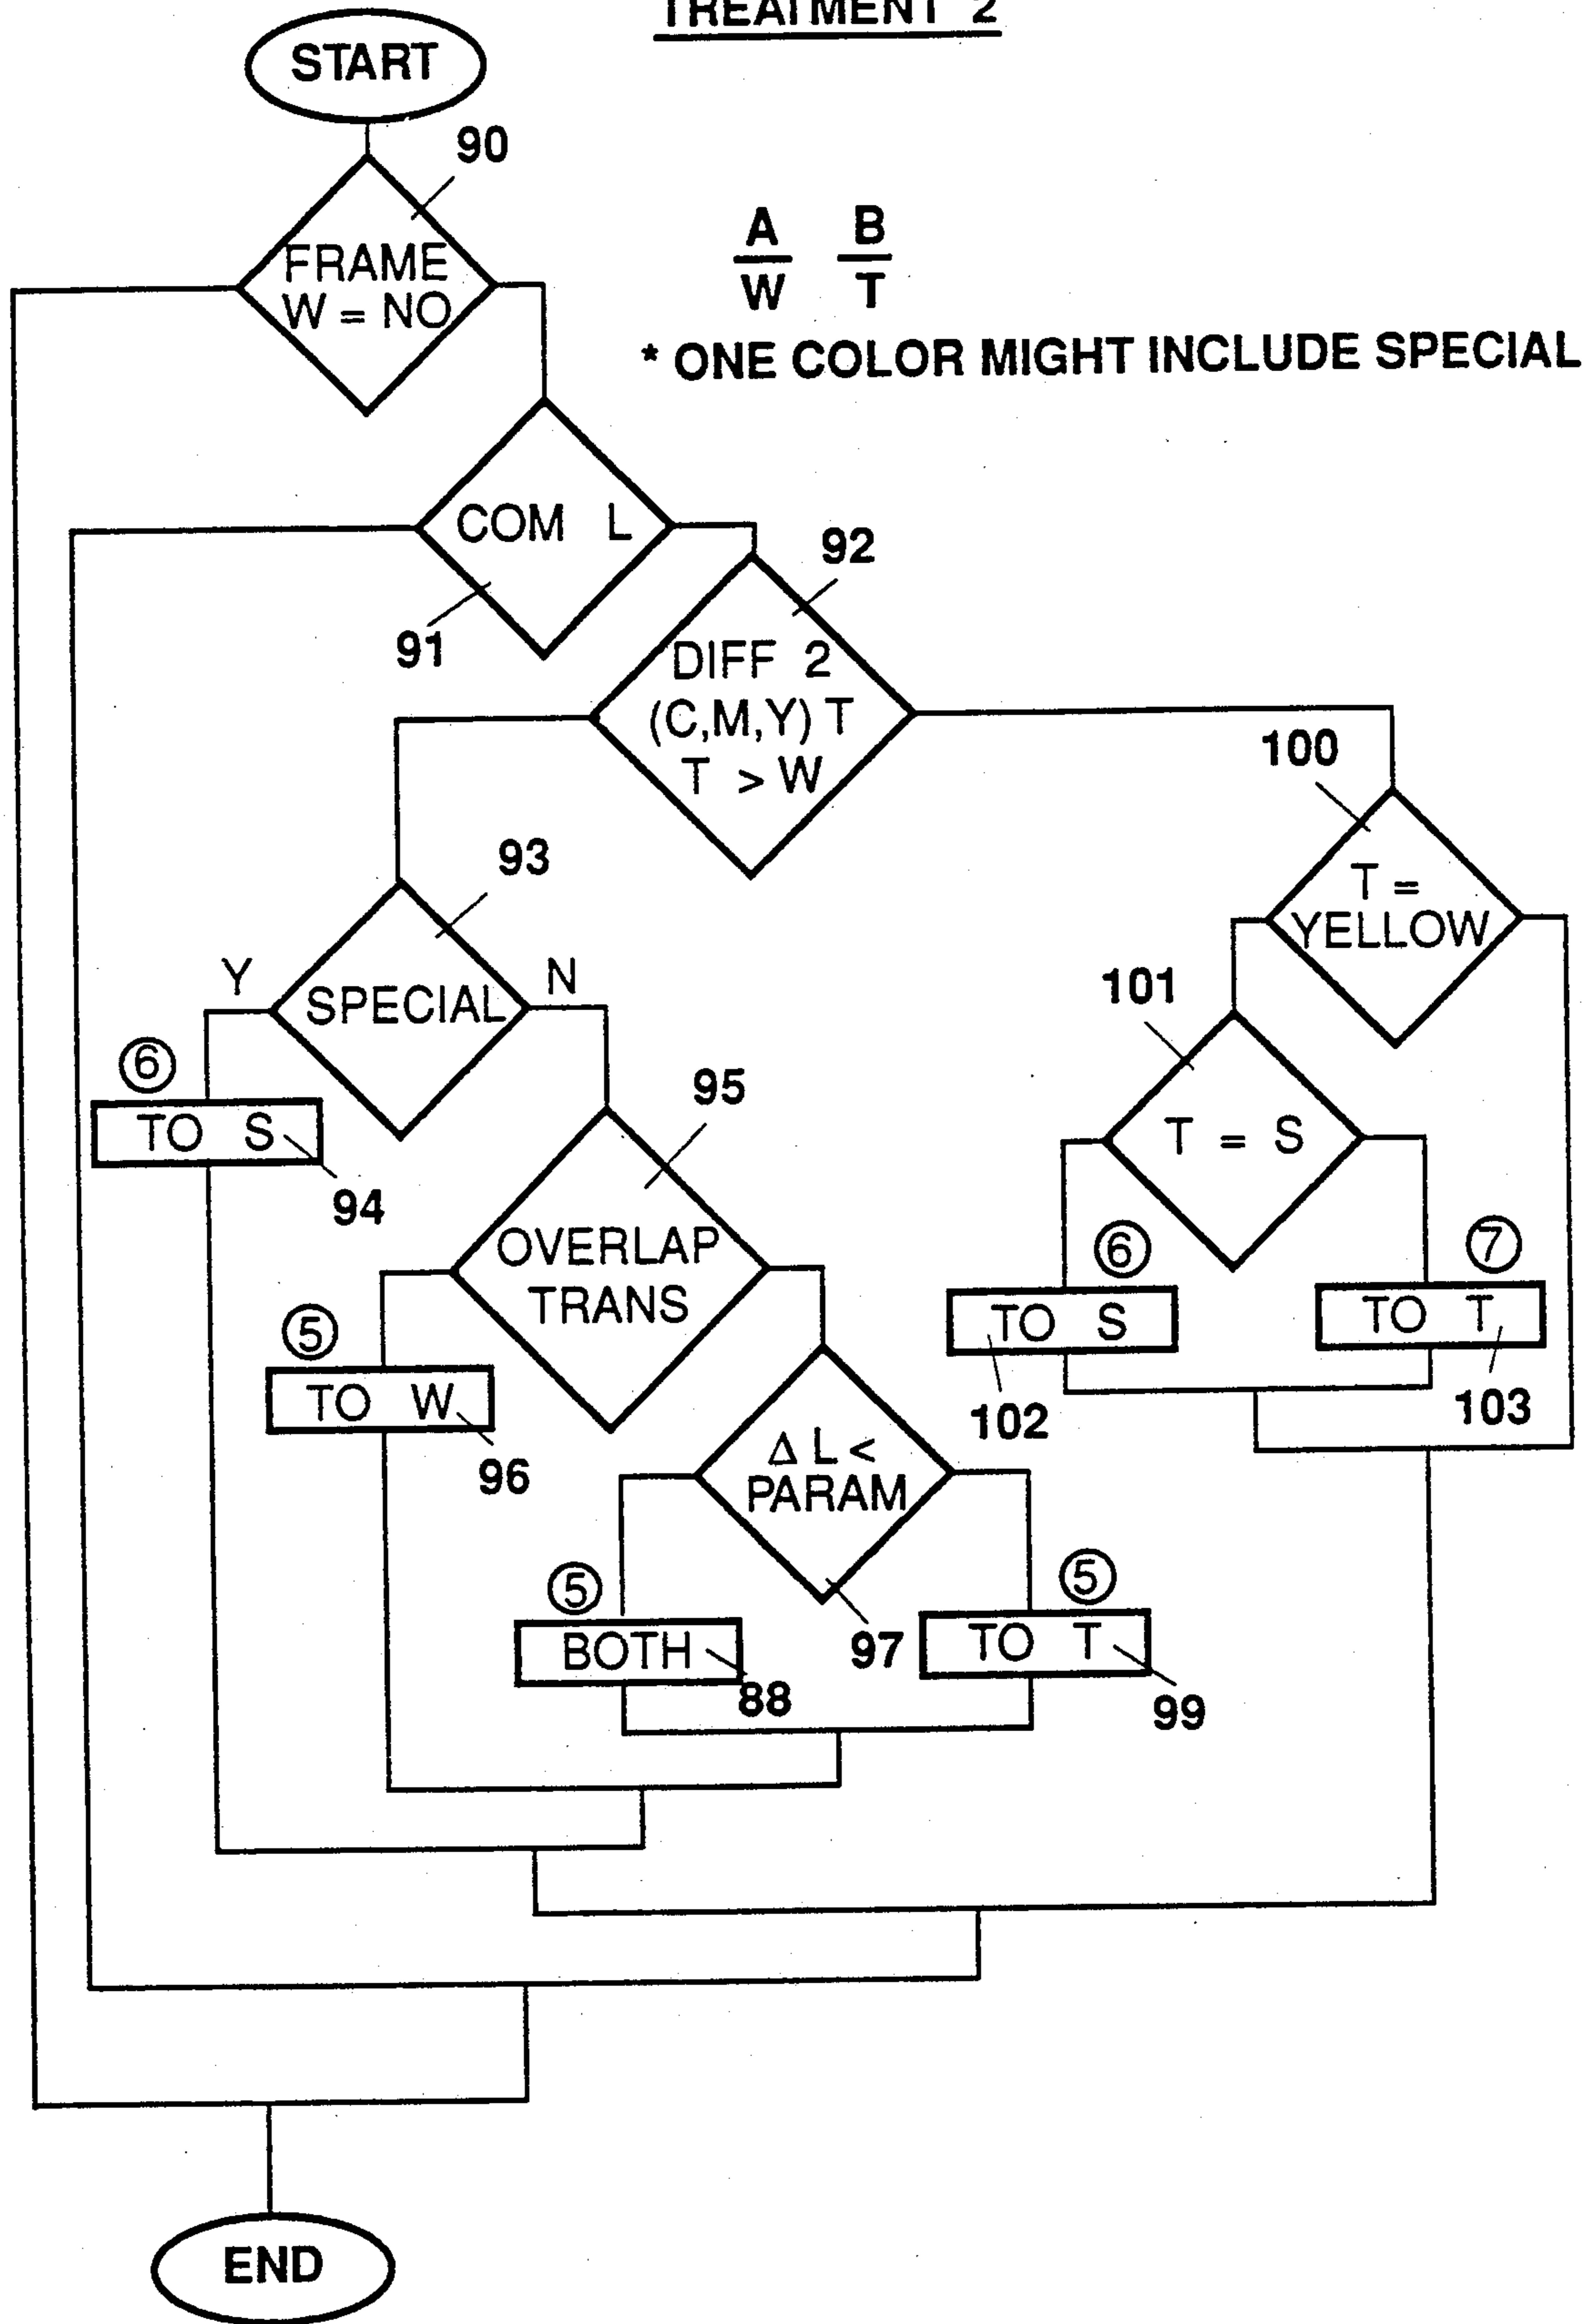 TREATMENT 2
START
90
FRAME
W = NO
A B
W T
* ONE COLOR MIGHT INCLUDE SPECIAL
COM L
91
92
DIFF 2
(C,M,Y) T
T > W
100
T =
YELLOW
93
Y
SPECIAL
N
101
T = S
⑥
TO S
94
95
OVERLAP
TRANS
⑥
TO S
102
⑦
TO T
103
⑤
TO W
96
Δ L <
PARAM
97
⑤
BOTH
88
⑤
TO T
99
END